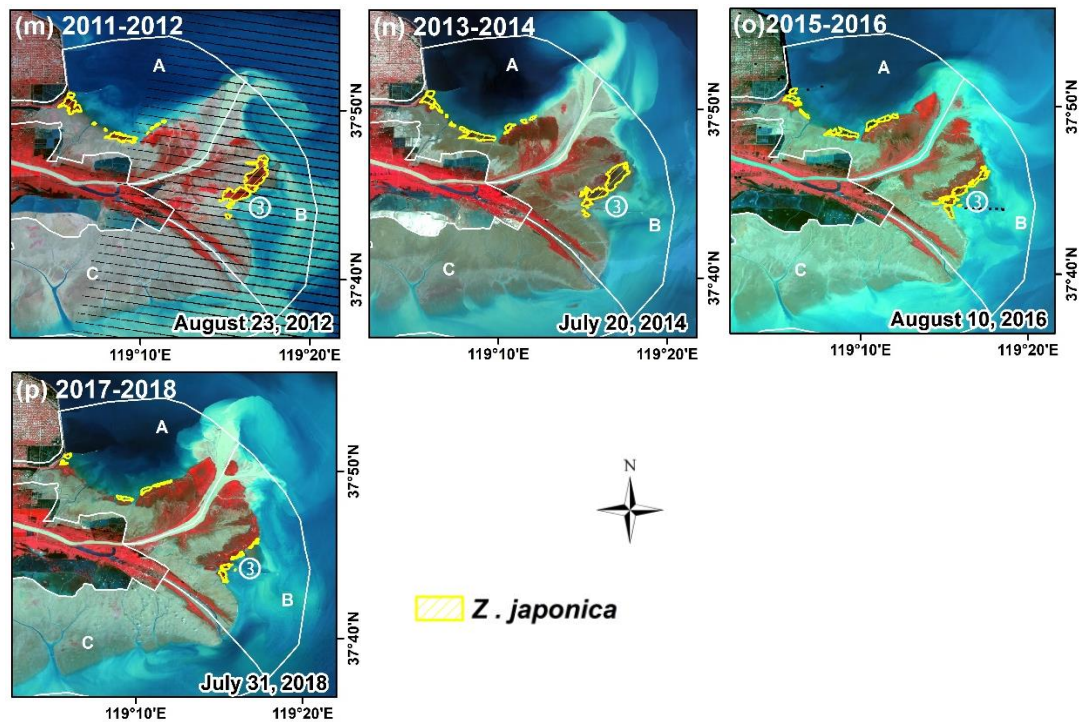 (m) 2011-2012
A
B
C
③
August 23, 2012
37°50'N
37°40'N
119°10'E
119°20'E
(n) 2013-2014
A
B
C
③
July 20, 2014
37°50'N
37°40'N
119°10'E
119°20'E
(o) 2015-2016
A
B
C
③
August 10, 2016
37°50'N
37°40'N
119°10'E
119°20'E
(p) 2017-2018
A
B
C
③
July 31, 2018
37°50'N
37°40'N
119°10'E
119°20'E
N
Z . japonica